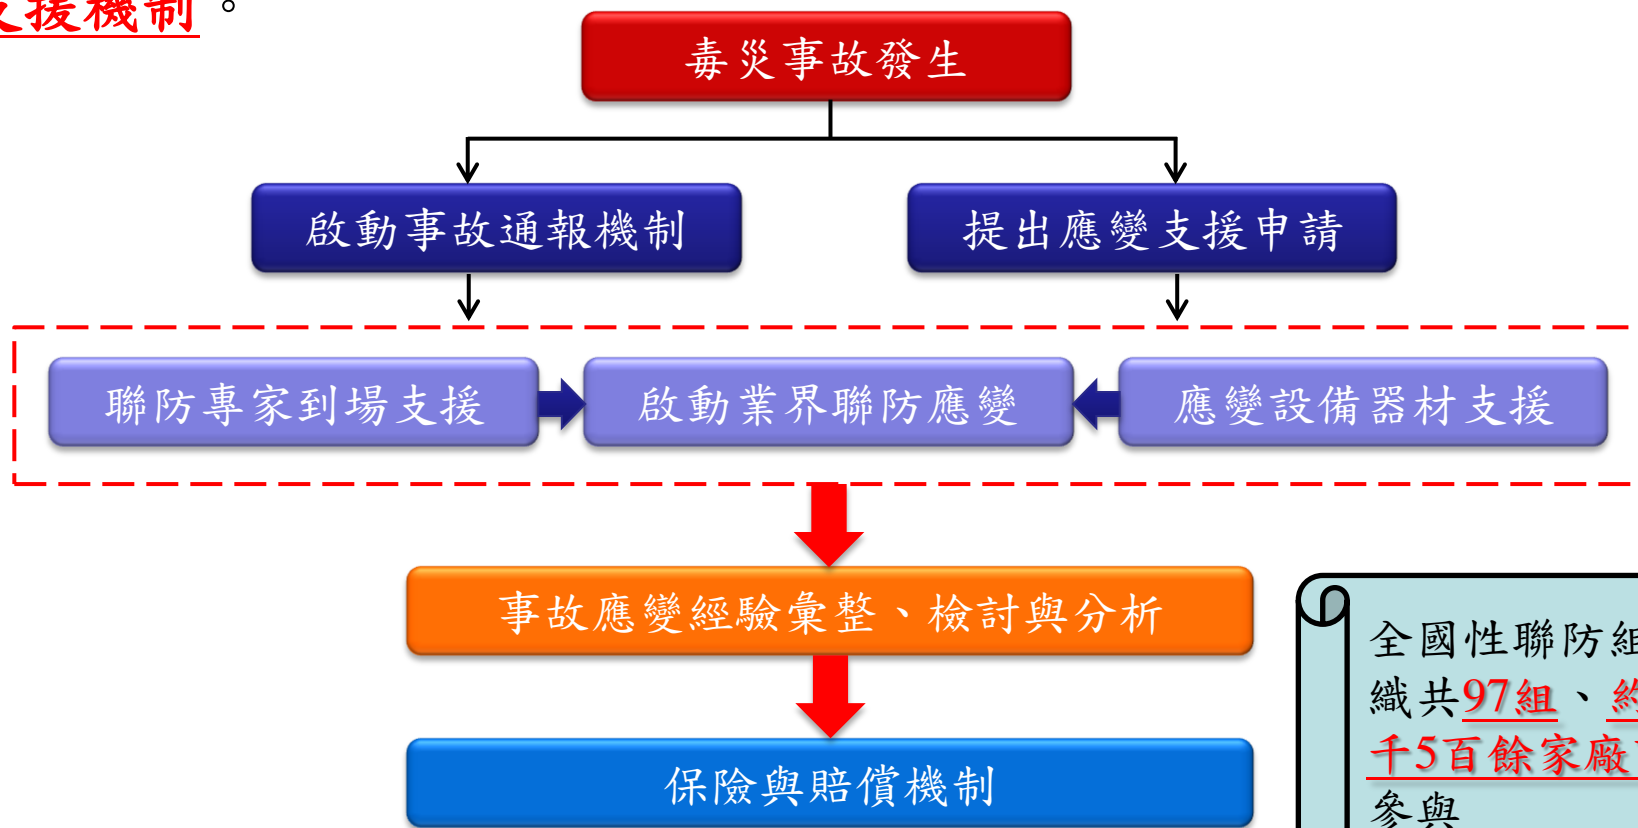 支援機制。
毒災事故發生
啟動事故通報機制
提出應變支援申請
聯防專家到場支援
啟動業界聯防應變
應變設備器材支援
事故應變經驗彙整、檢討與分析
保險與賠償機制
全國性聯防組
織共97組、約
千5百餘家廠
參與